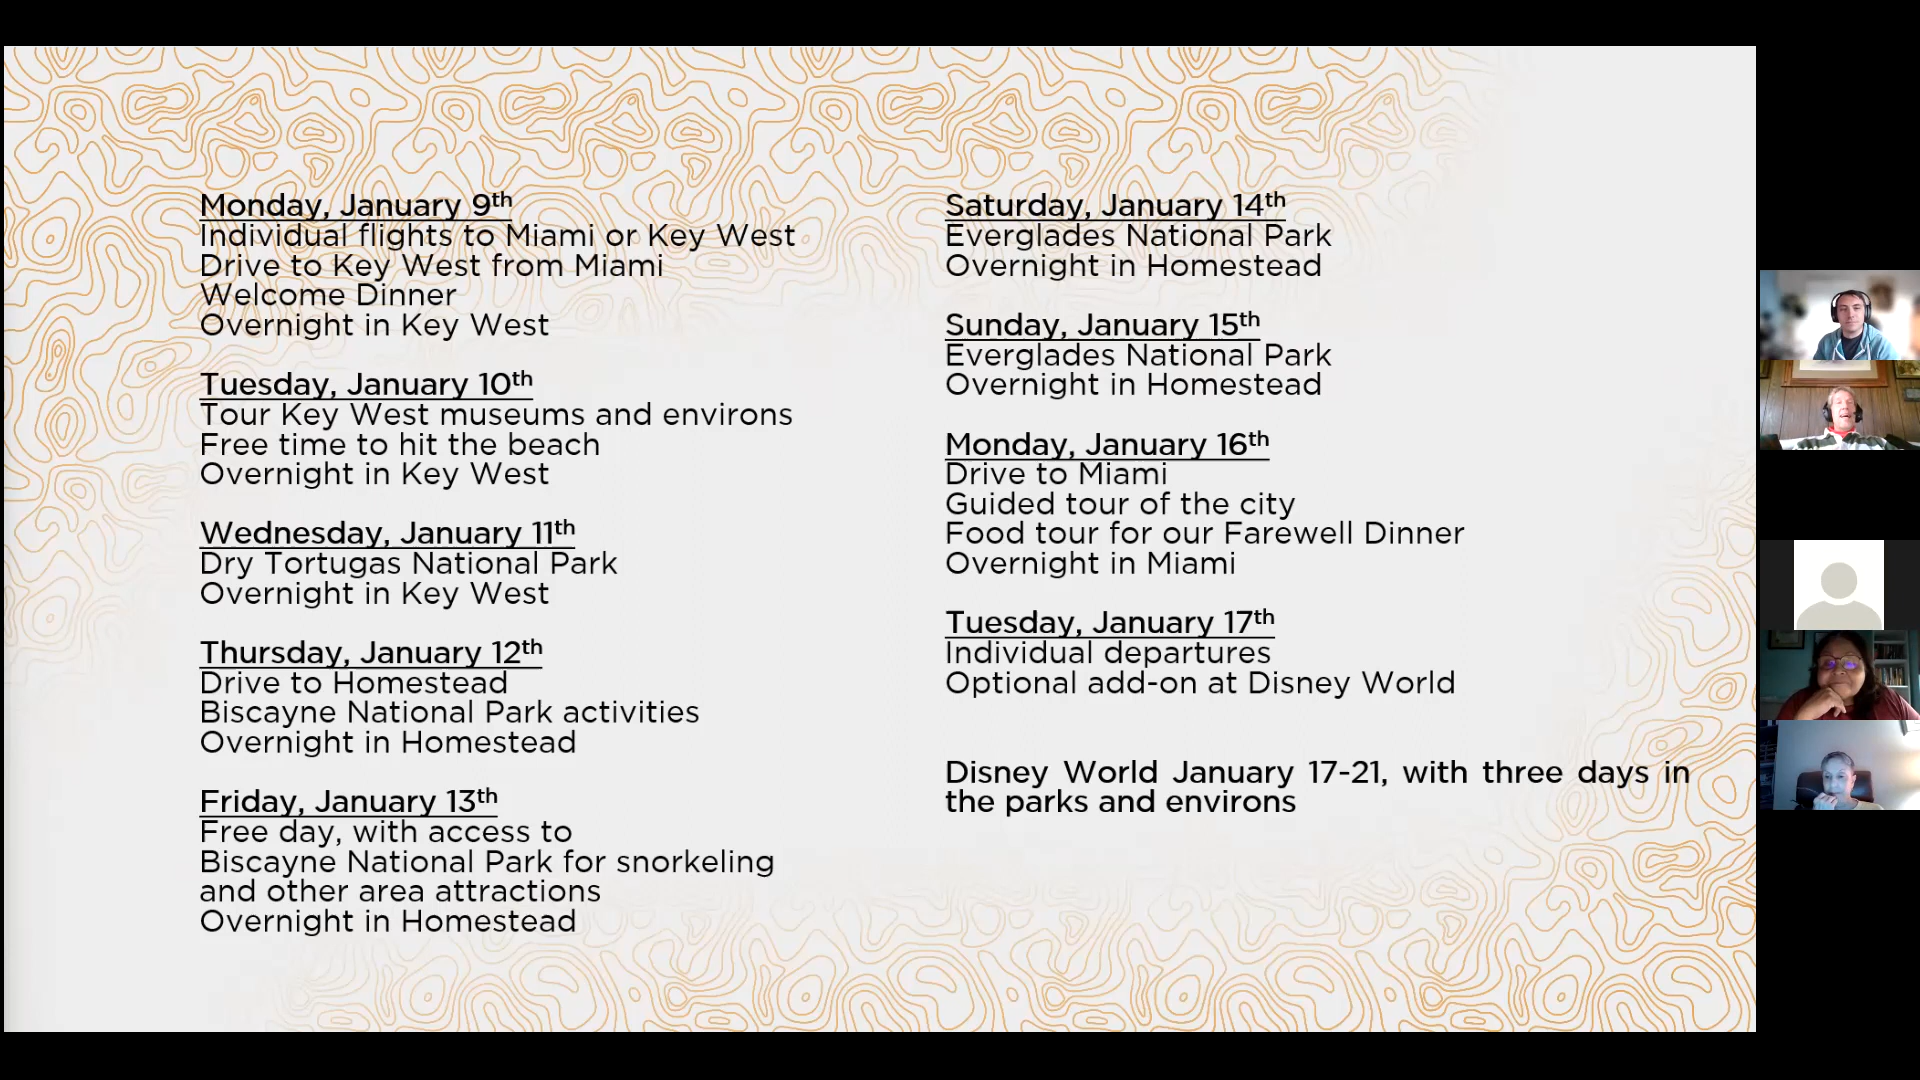 Monday, January 9th
Individual flights to Miami or Key West
Drive to Key West from Miami
Welcome Dinner
Overnight in Key West
Tuesday, January 10th
Tour Key West museums and environs
Free time to hit the beach
Overnight in Key West
Wednesday, January 11th
Dry Tortugas National Park
Overnight in Key West
Thursday, January 12th
Drive to Homestead
Biscayne National Park activities
Overnight in Homestead
Friday, January 13th
Free day, with access to
Biscayne National Park for snorkeling
and other area attractions
Overnight in Homestead
Saturday, January 14th
Everglades National Park
Overnight in Homestead
Sunday, January 15th
Everglades National Park
Overnight in Homestead
Monday, January 16th
Drive to Miami
Guided tour of the city
Food tour for our Farewell Dinner
Overnight in Miami
Tuesday, January 17th
Individual departures
Optional add-on at Disney World
Disney World January 17-21, with three days in
the parks and environs